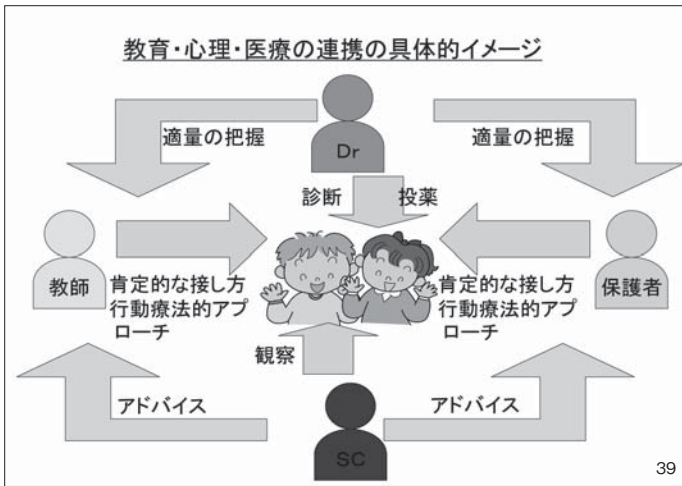 教育・心理・医療の連携の具体的イメージ
適量の把握
適量の把握
Dr
診断
投薬
教師
肯定的な接し方
行動療法的アプ
ローチ
肯定的な接し方
行動療法的アプ
ローチ
保護者
観察
アドバイス
アドバイス
SC
39